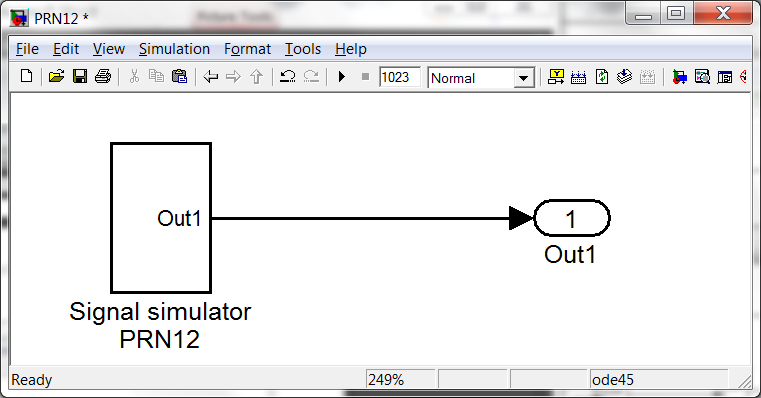 PRN12 *
File Edit View Simulation Format Tools Help
1023 Normal
Out1
1
Out1
Signal simulator
PRN12
Ready 249% ode45